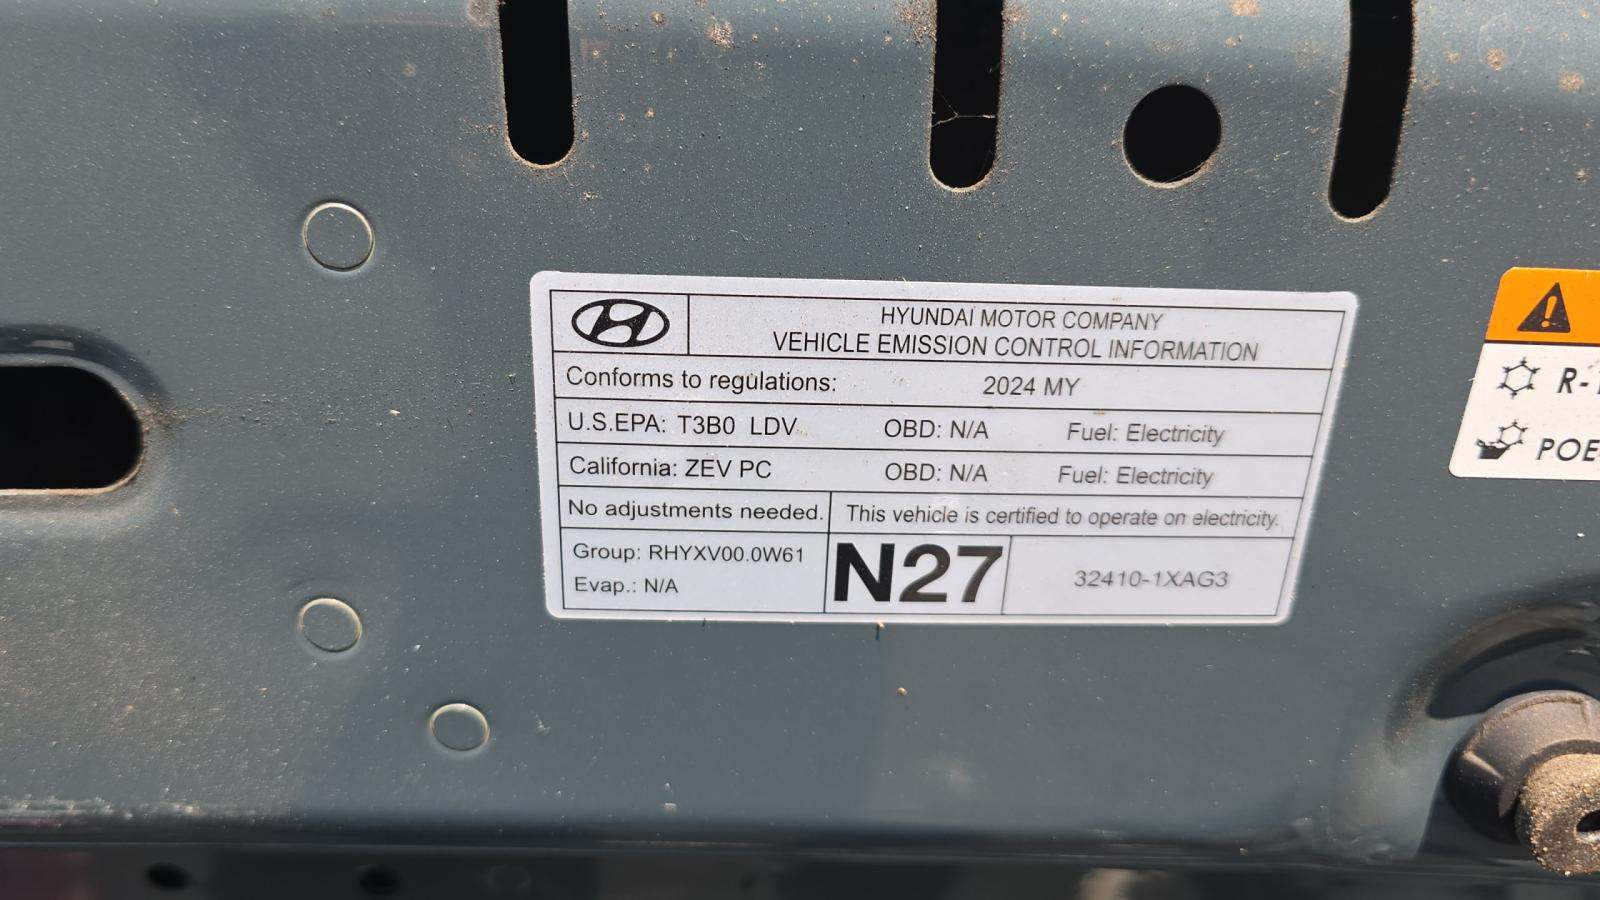 HYUNDAI MOTOR COMPANY
VEHICLE EMISSION CONTROL INFORMATION
Conforms to regulations: 2024 MY
U.S.EPA: T3B0 LDV OBD: N/A Fuel: Electricity
California: ZEV PC OBD: N/A Fuel: Electricity
No adjustments needed. This vehicle is certified to operate on electricity.
Group: RHYXV00.0W61
Evap.: N/A
N27
32410-1XAG3
R-1
POE